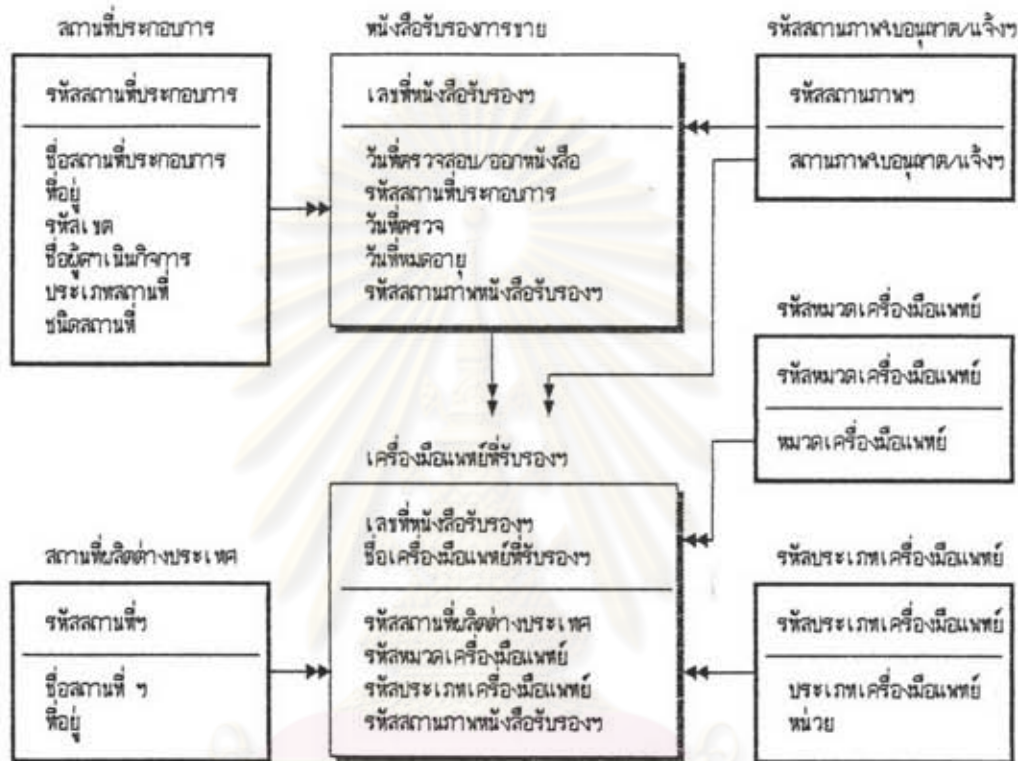 สถานที่ประกอบการ
รหัสสถานที่ประกอบการ
ชื่อสถานที่ประกอบการ
ที่อยู่
รหัสเขต
ชื่อผู้ดำเนินกิจการ
ประเภทสถานที่
ชนิดสถานที่
หนังสือรับรองการขาย
เลขที่หนังสือรับรองฯ
วันที่ตรวจสอบ/ออกหนังสือ
รหัสสถานที่ประกอบการ
วันที่ตรวจ
วันที่หมดอายุ
รหัสสถานภาพหนังสือรับรองฯ
รหัสสถานภาพใบอนุญาต/แจ้งฯ
รหัสสถานภาพฯ
สถานภาพใบอนุญาต/แจ้งฯ
รหัสหมวดเครื่องมือแพทย์
รหัสหมวดเครื่องมือแพทย์
หมวดเครื่องมือแพทย์
สถานที่ผลิตต่างประเทศ
รหัสสถานที่ฯ
ชื่อสถานที่ ฯ
ที่อยู่
เครื่องมือแพทย์ที่รับรองฯ
เลขที่หนังสือรับรองฯ
ชื่อเครื่องมือแพทย์ที่รับรองฯ
รหัสสถานที่ผลิตต่างประเทศ
รหัสหมวดเครื่องมือแพทย์
รหัสประเภทเครื่องมือแพทย์
รหัสสถานภาพหนังสือรับรองฯ
รหัสประเภทเครื่องมือแพทย์
รหัสประเภทเครื่องมือแพทย์
ประเภทเครื่องมือแพทย์
หน่วย